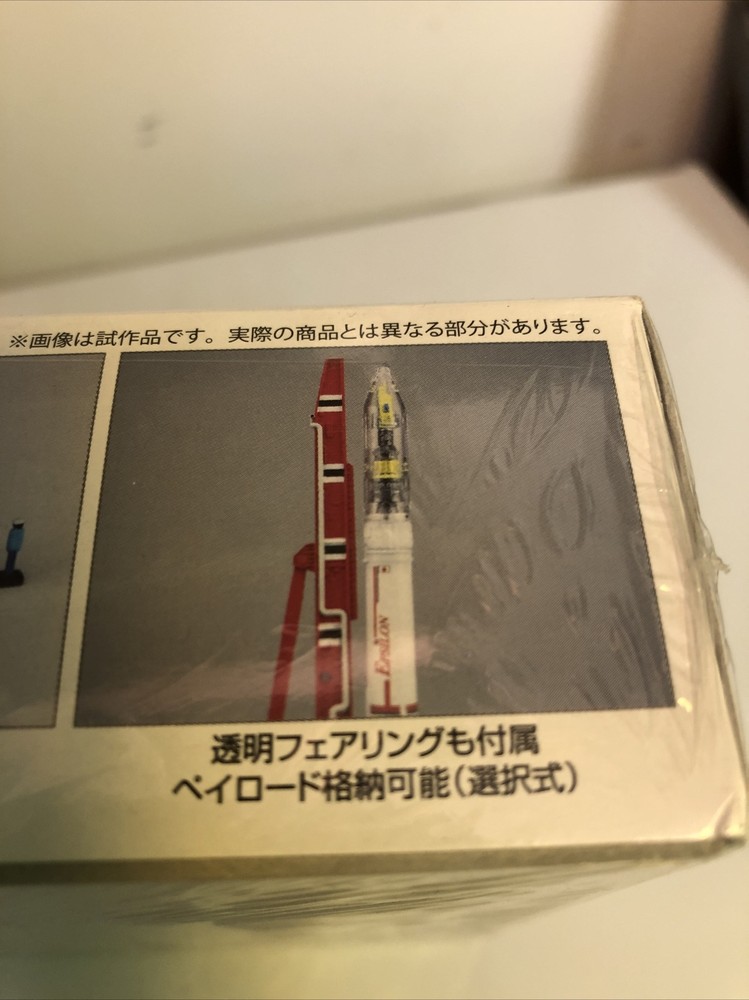 ※画像は試作品です。実際の商品とは異なる部分があります。
EPSILON
透明フェアリングも付属
ペイロード格納可能(選択式)